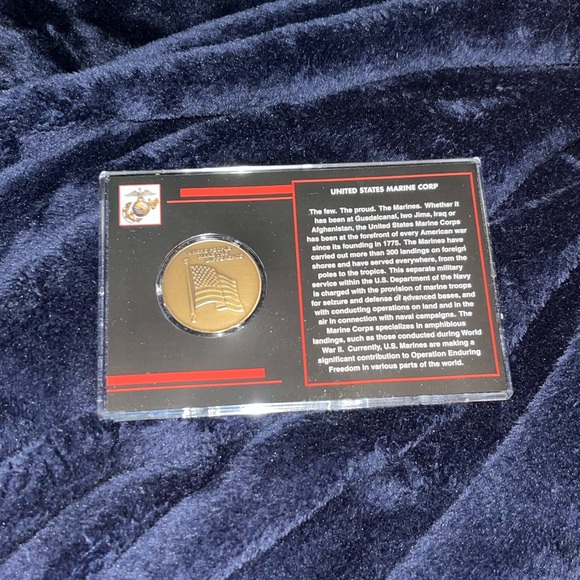 UNITED STATES MARINE CORP
The few. The proud. The Marines. Whether it
has been at Guadalcanal, Iwo Jima, Iraq or
Afghanistan, the United States Marine Corps
has been at the forefront of every American war
since its founding in 1775. The Marines have
carried out more than 300 landings on foreign
shores and have served everywhere, from the
poles to the tropics. This separate military
service within the U.S. Department of the Navy
is charged with the provision of marine troops
for seizure and defense of advanced bases, and
with conducting operations on land and in the
air in connection with naval campaigns. The
Marine Corps specializes in amphibious
landings, such as those conducted during World
War II. Currently, U.S. Marines are making a
significant contribution to Operation Enduring
Freedom in various parts of the world.